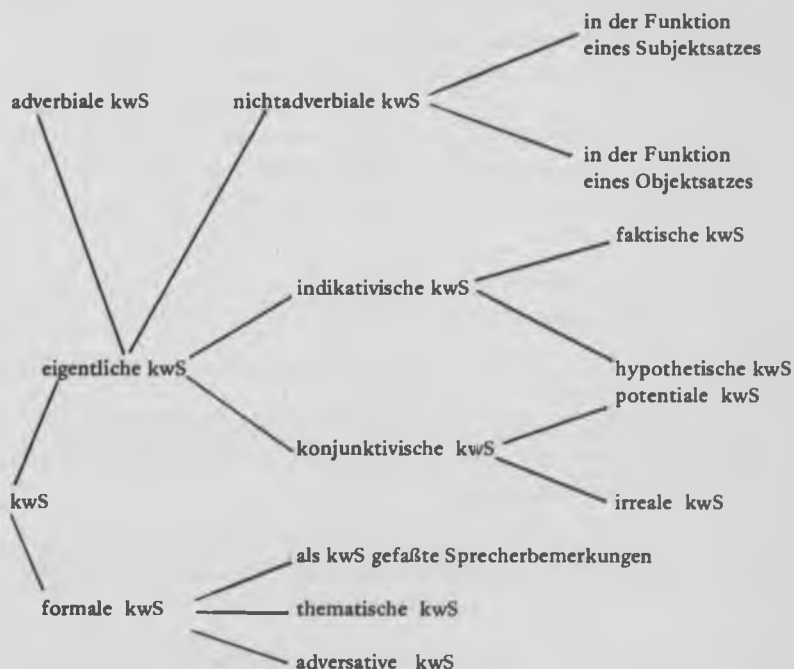 in der Funktion
eines Subjektsatzes
adverbiale kwS
nichtadverbiale kwS
in der Funktion
eines Objektsatzes
faktische kwS
indikativische kwS
eigentliche kwS
hypothetische kwS
potentiale kwS
konjunktivische kwS
kwS
irreale kwS
als kwS gefaßte Sprecherbemerkungen
formale kwS
thematische kwS
adversative kwS